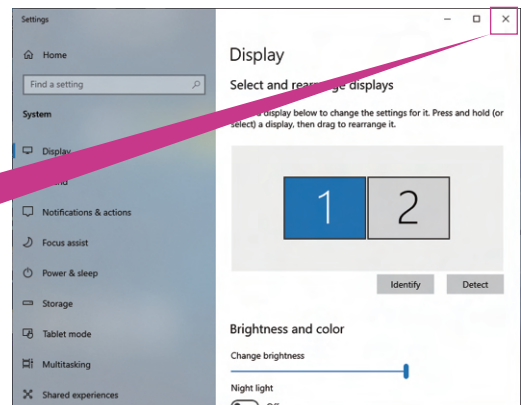 Settings
Home
Find a setting
System
Display
Notifications & actions
Focus assist
Power & sleep
Storage
Tablet mode
Multitasking
Shared experiences
Display
Select and rearrange displays
display below to change the settings for it. Press and hold (or
select) a display, then drag to rearrange it.
1 2
Identify Detect
Brightness and color
Change brightness
Night light